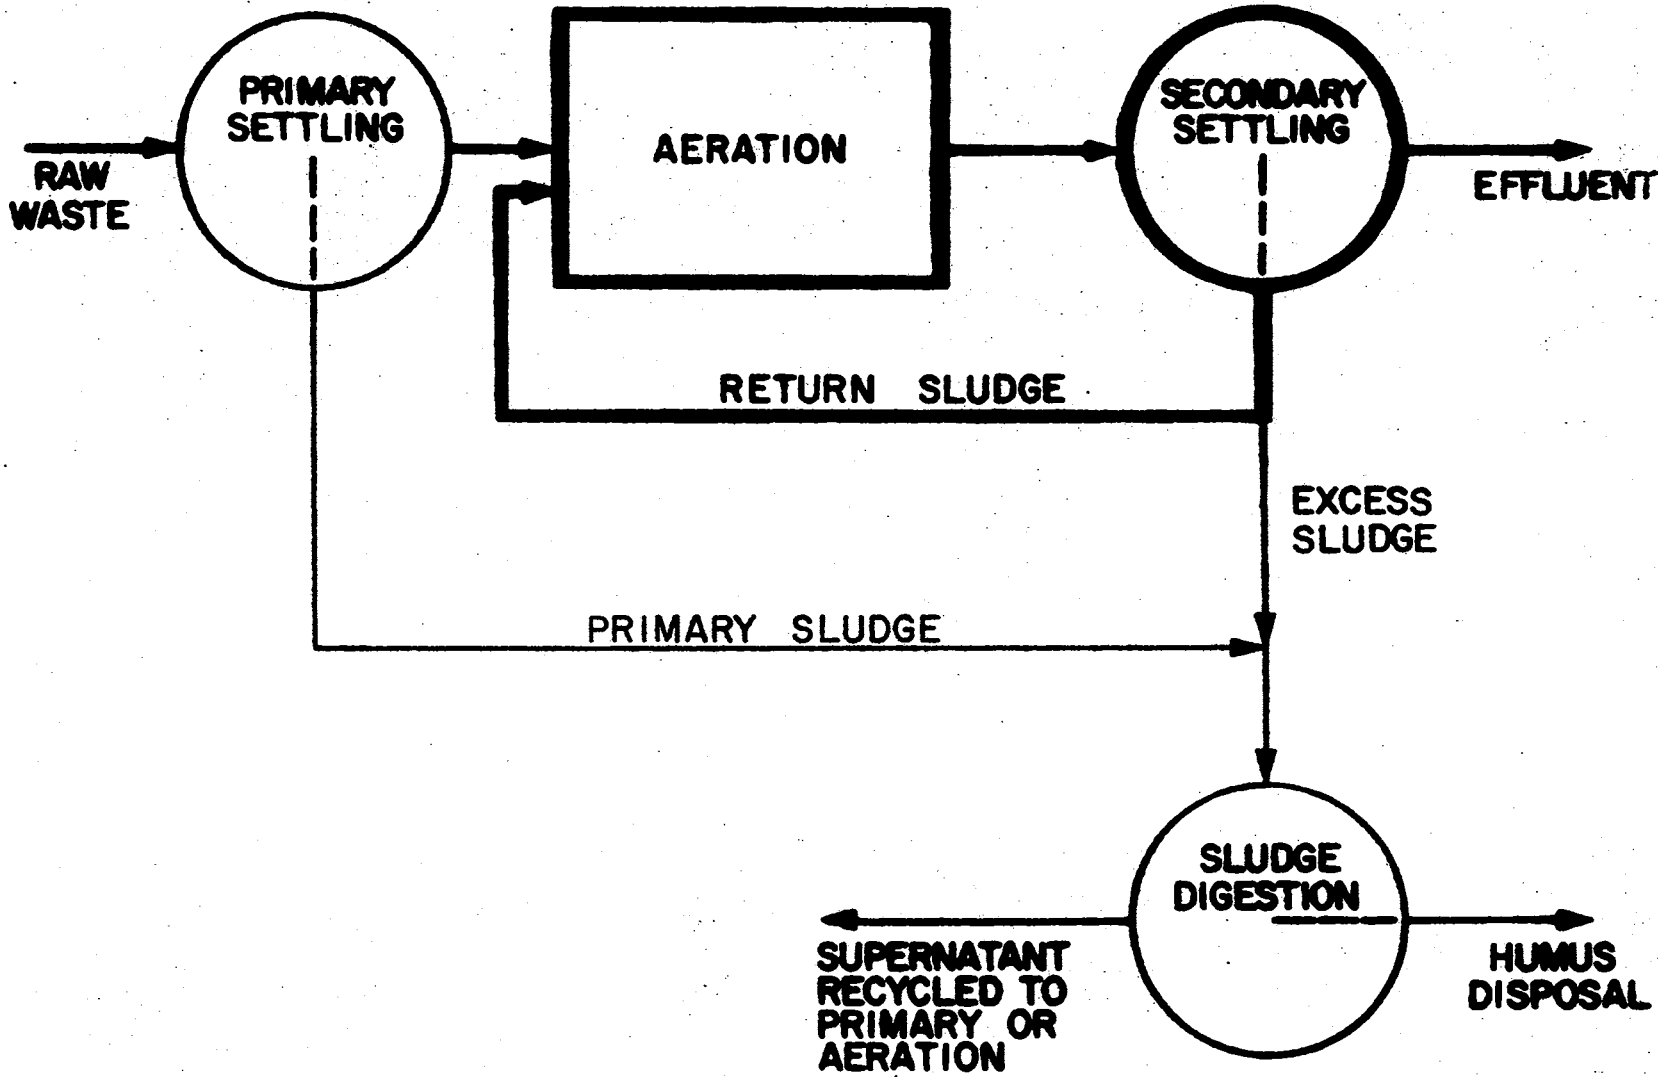 PRIMARY
SETTLING
AERATION
SECONDARY
SETTLING
RAW
WASTE
EFFLUENT
RETURN SLUDGE
EXCESS
SLUDGE
PRIMARY SLUDGE
SLUDGE
DIGESTION
SUPERNATANT
RECYCLED TO
PRIMARY OR
AERATION
HUMUS
DISPOSAL